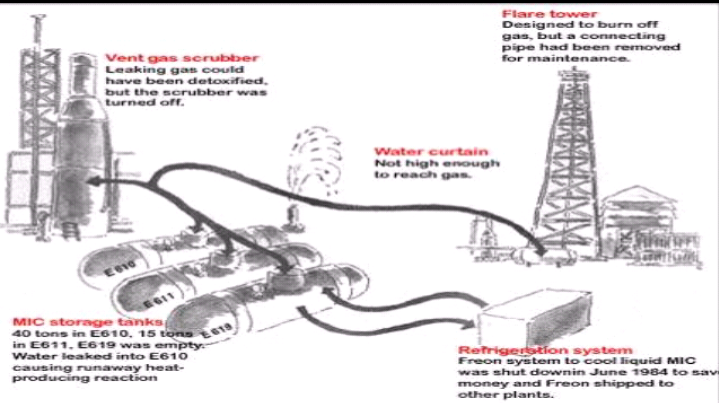 Flare tower
Designed to burn off
gas, but a connecting
pipe had been removed
for maintenance.
Vent gas scrubber
Leaking gas could
have been detoxified,
but the scrubber was
turned off.
Water curtain
Not high enough
to reach gas.
E610
E611
E619
MIC storage tanks
40 tons in E610, 15 tons
in E611, E619 was empty.
Water leaked into E610
causing runaway heat-
producing reaction
Refrigeration system
Freon system to cool liquid MIC
was shut downin June 1984 to save
money and Freon shipped to
other plants.